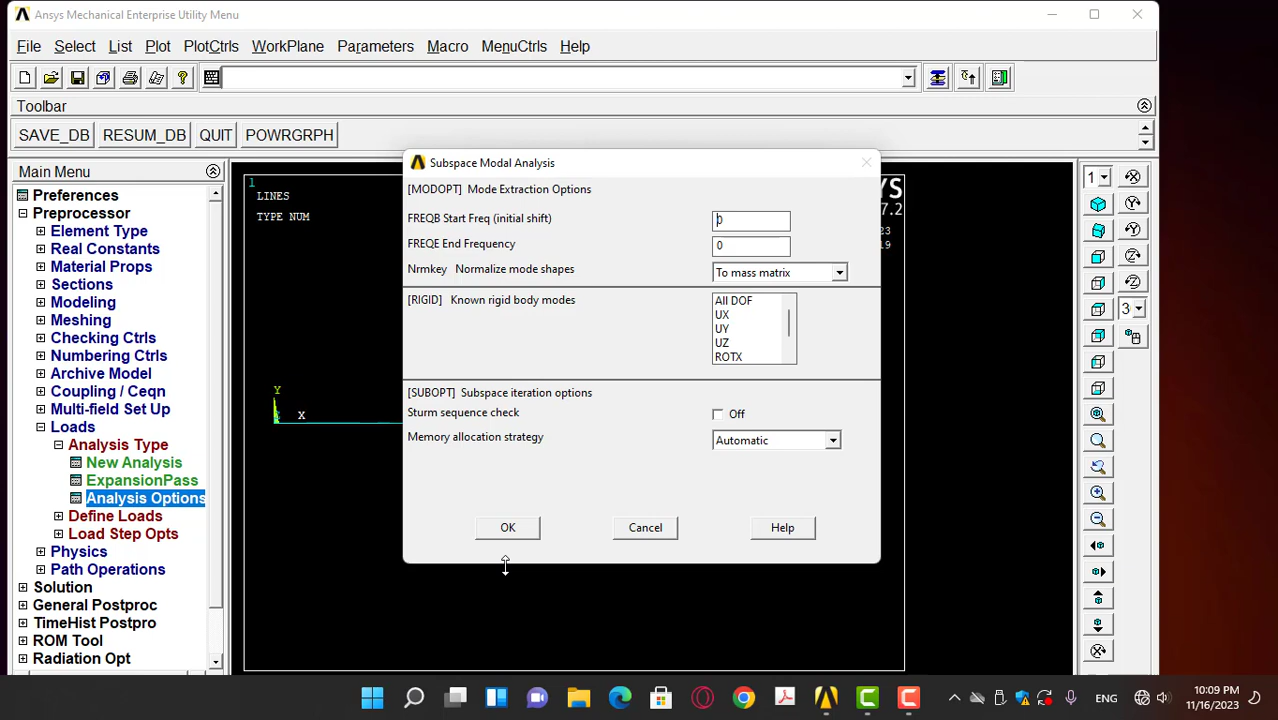 Ansys Mechanical Enterprise Utility Menu
File Select List Plot PlotCtrls WorkPlane Parameters Macro MenuCtrls Help
Toolbar
SAVE_DB RESUM_DB QUIT POWRGRPH
Main Menu
Preferences
Preprocessor
Element Type
Real Constants
Material Props
Sections
Modeling
Meshing
Checking Ctrls
Numbering Ctrls
Archive Model
Coupling / Ceqn
Multi-field Set Up
Loads
Analysis Type
New Analysis
ExpansionPass
Analysis Options
Define Loads
Load Step Opts
Physics
Path Operations
Solution
General Postproc
TimeHist Postpro
ROM Tool
Radiation Opt
1
LINES
TYPE NUM
YS
7.2
23
19
Y
X
Subspace Modal Analysis
[MODOPT] Mode Extraction Options
FREQB Start Freq (initial shift) 0
FREQE End Frequency 0
Nrmkey Normalize mode shapes To mass matrix
[RIGID] Known rigid body modes
All DOF
UX
UY
UZ
ROTX
[SUBOPT] Subspace iteration options
Sturm sequence check Off
Memory allocation strategy Automatic
OK Cancel Help
1
3
ENG
10:09 PM
11/16/2023